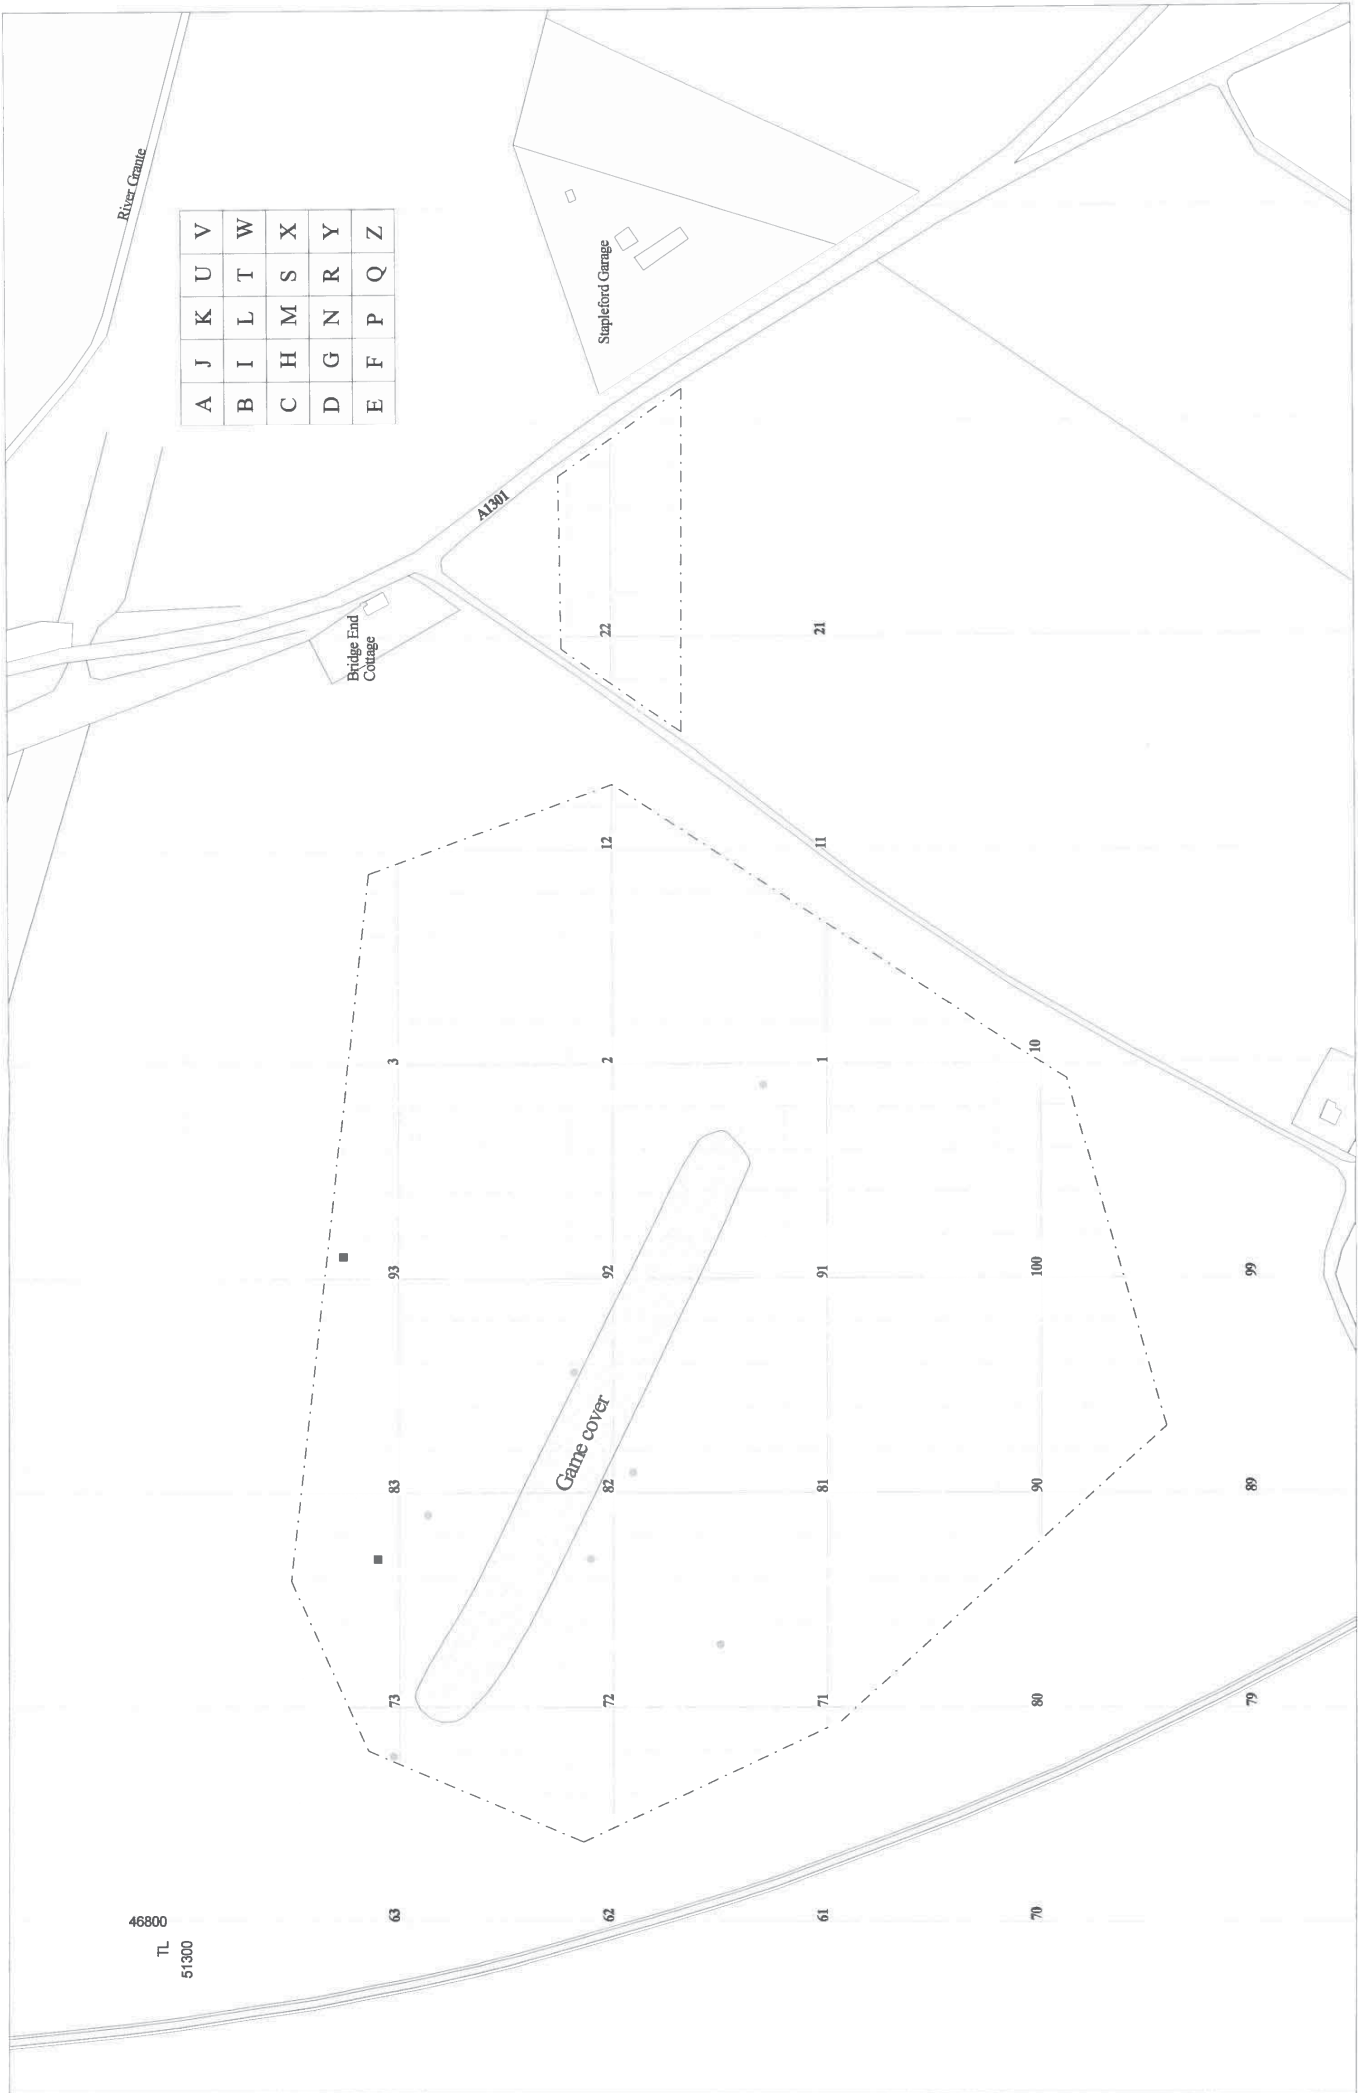 River Grante
46800
TL
51300
A J K U V
B I L T W
C H M S X
D G N R Y
E F P Q Z
Bridge End
Cottage
A1301
Stapleford Garage
63 73 83 93 3
Game cover
62 72 82 92 2 12 22
61 71 81 91 1 11 21
70 80 90 100 10
79 89 99